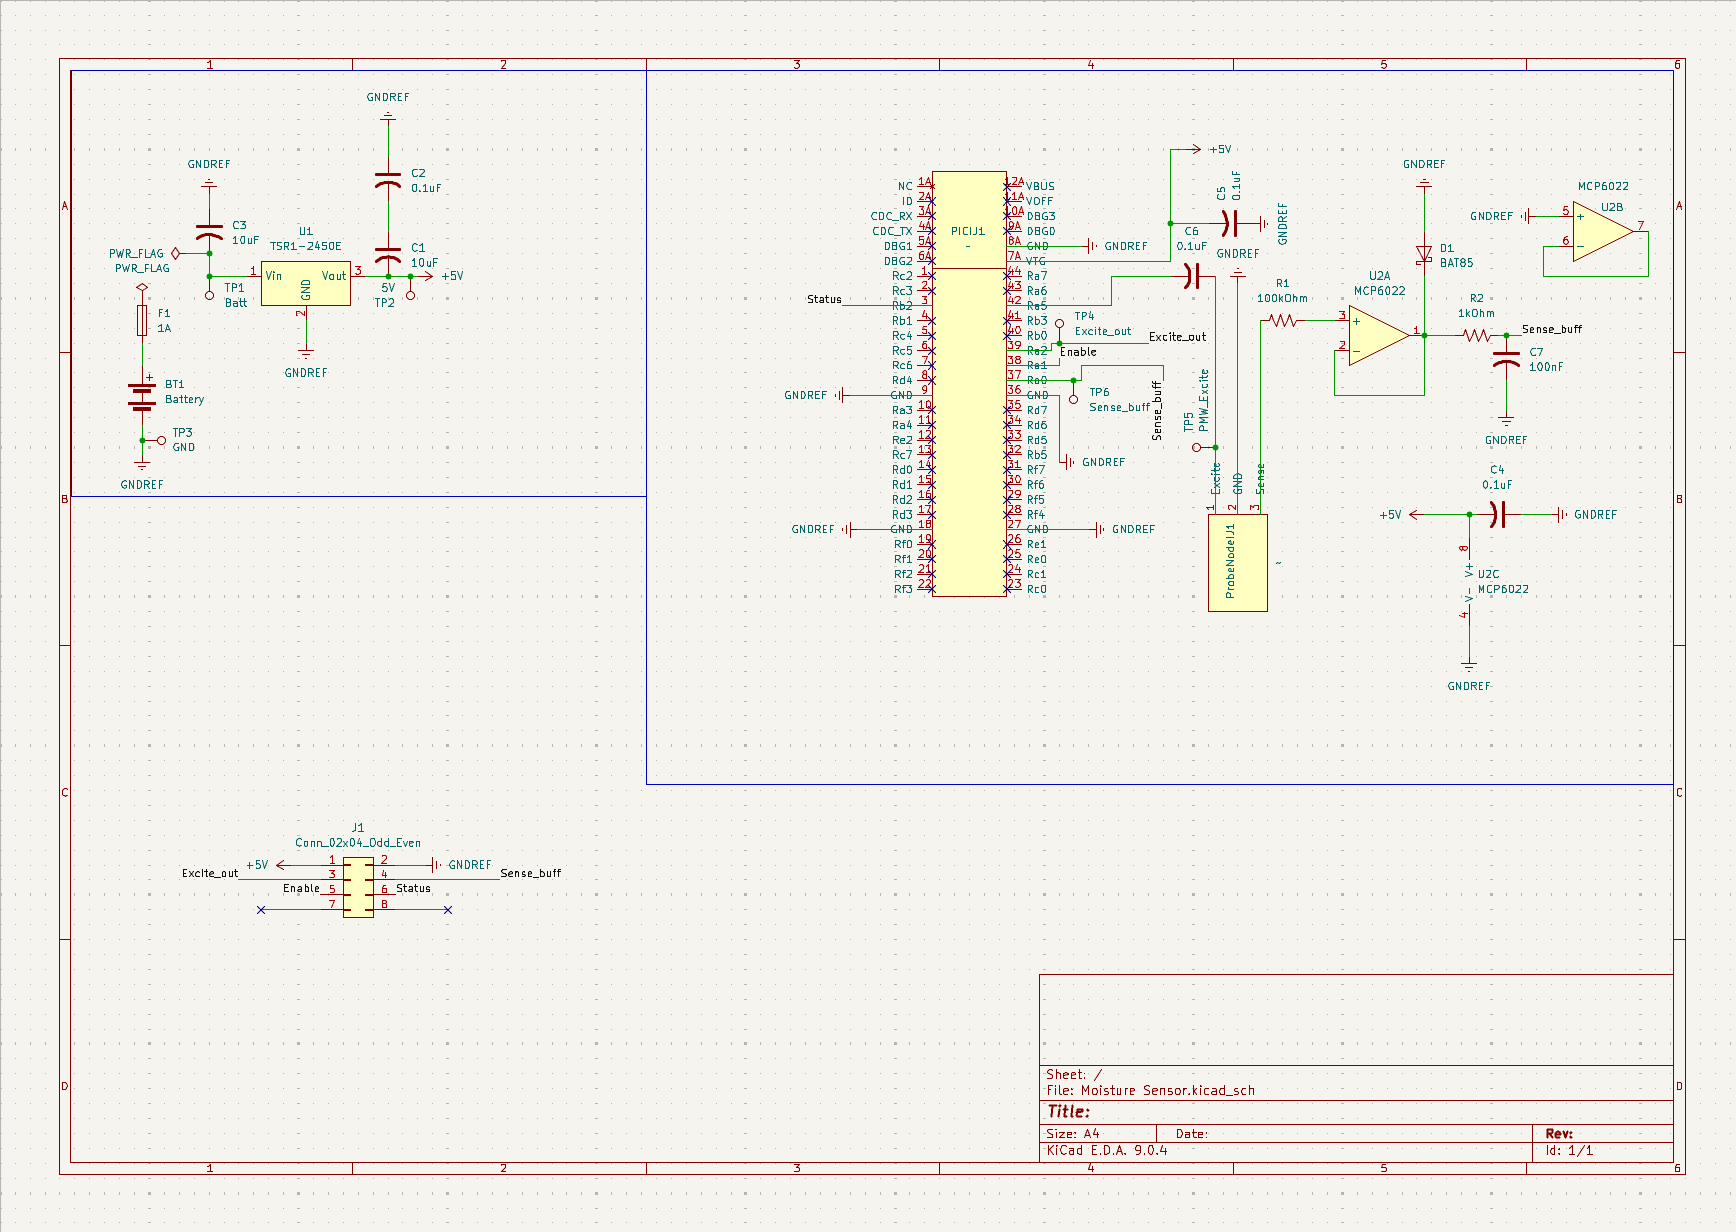 1 2 3 4 5 6
A
B
C
D
GNDREF
C2
0.1uF
GNDREF
C3
10uF
U1
TSR1-2450E
C1
10uF
PWR_FLAG
PWR_FLAG
1 Vin Vout 3
GND
2
+5V
5V
TP2
TP1
Batt
F1
1A
GNDREF
+
BT1
Battery
TP3
GND
GNDREF
PICIJ1
-
NC 1A
ID 2A
CDC_RX 3A
CDC_TX 4A
DBG1 5A
DBG2 6A
Rc2 1
Rc3 2
Status
Rb2 3
Rb1 4
Rc4 5
Rc5 6
Rc6 7
Rd4 8
GNDREF
GND 9
Ra3 10
Ra4 11
Re2 12
Rc7 13
Rd0 14
Rd1 15
Rd2 16
Rd3 17
GNDREF
GND 18
Rf0 19
Rf1 20
Rf2 21
Rf3 22
12A VBUS
11A VOFF
10A DBG3
9A DBG0
8A GND
GNDREF
7A VTG
44 Ra7
43 Ra6
42 Ra5
41 Rb3
40 Rb0
39 Ra2
38 Ra1
37 Ra0
36 GND
35 Rd7
34 Rd6
33 Rd5
32 Rb5
31 Rf7
30 Rf6
29 Rf5
28 Rf4
27 GND
GNDREF
26 Re1
25 Re0
24 Rc1
23 Rc0
+5V
C5
0.1uF
GNDREF
C6
0.1uF
GNDREF
TP4
Excite_out
Excite_out
Enable
TP6
Sense_buff
Sense_buff
GNDREF
TP5
PMW_Excite
Excite
GND
Sense
1 2 3
ProbeNodeIJ1
~
R1
100kOhm
U2A
MCP6022
3 +
2 -
1
GNDREF
D1
BAT85
R2
1kOhm
Sense_buff
C7
100nF
GNDREF
MCP6022
U2B
GNDREF
5 +
6 -
7
C4
0.1uF
+5V
GNDREF
8
V+
U2C
MCP6022
V-
4
GNDREF
J1
Conn_02x04_Odd_Even
+5V 1 2 GNDREF
Excite_out 3 4 Sense_buff
Enable 5 6 Status
7 8
Sheet: /
File: Moisture Sensor.kicad_sch
Title:
Size: A4 Date: Rev:
KiCad E.D.A. 9.0.4 Id: 1/1
A
B
C
D
1 2 3 4 5 6